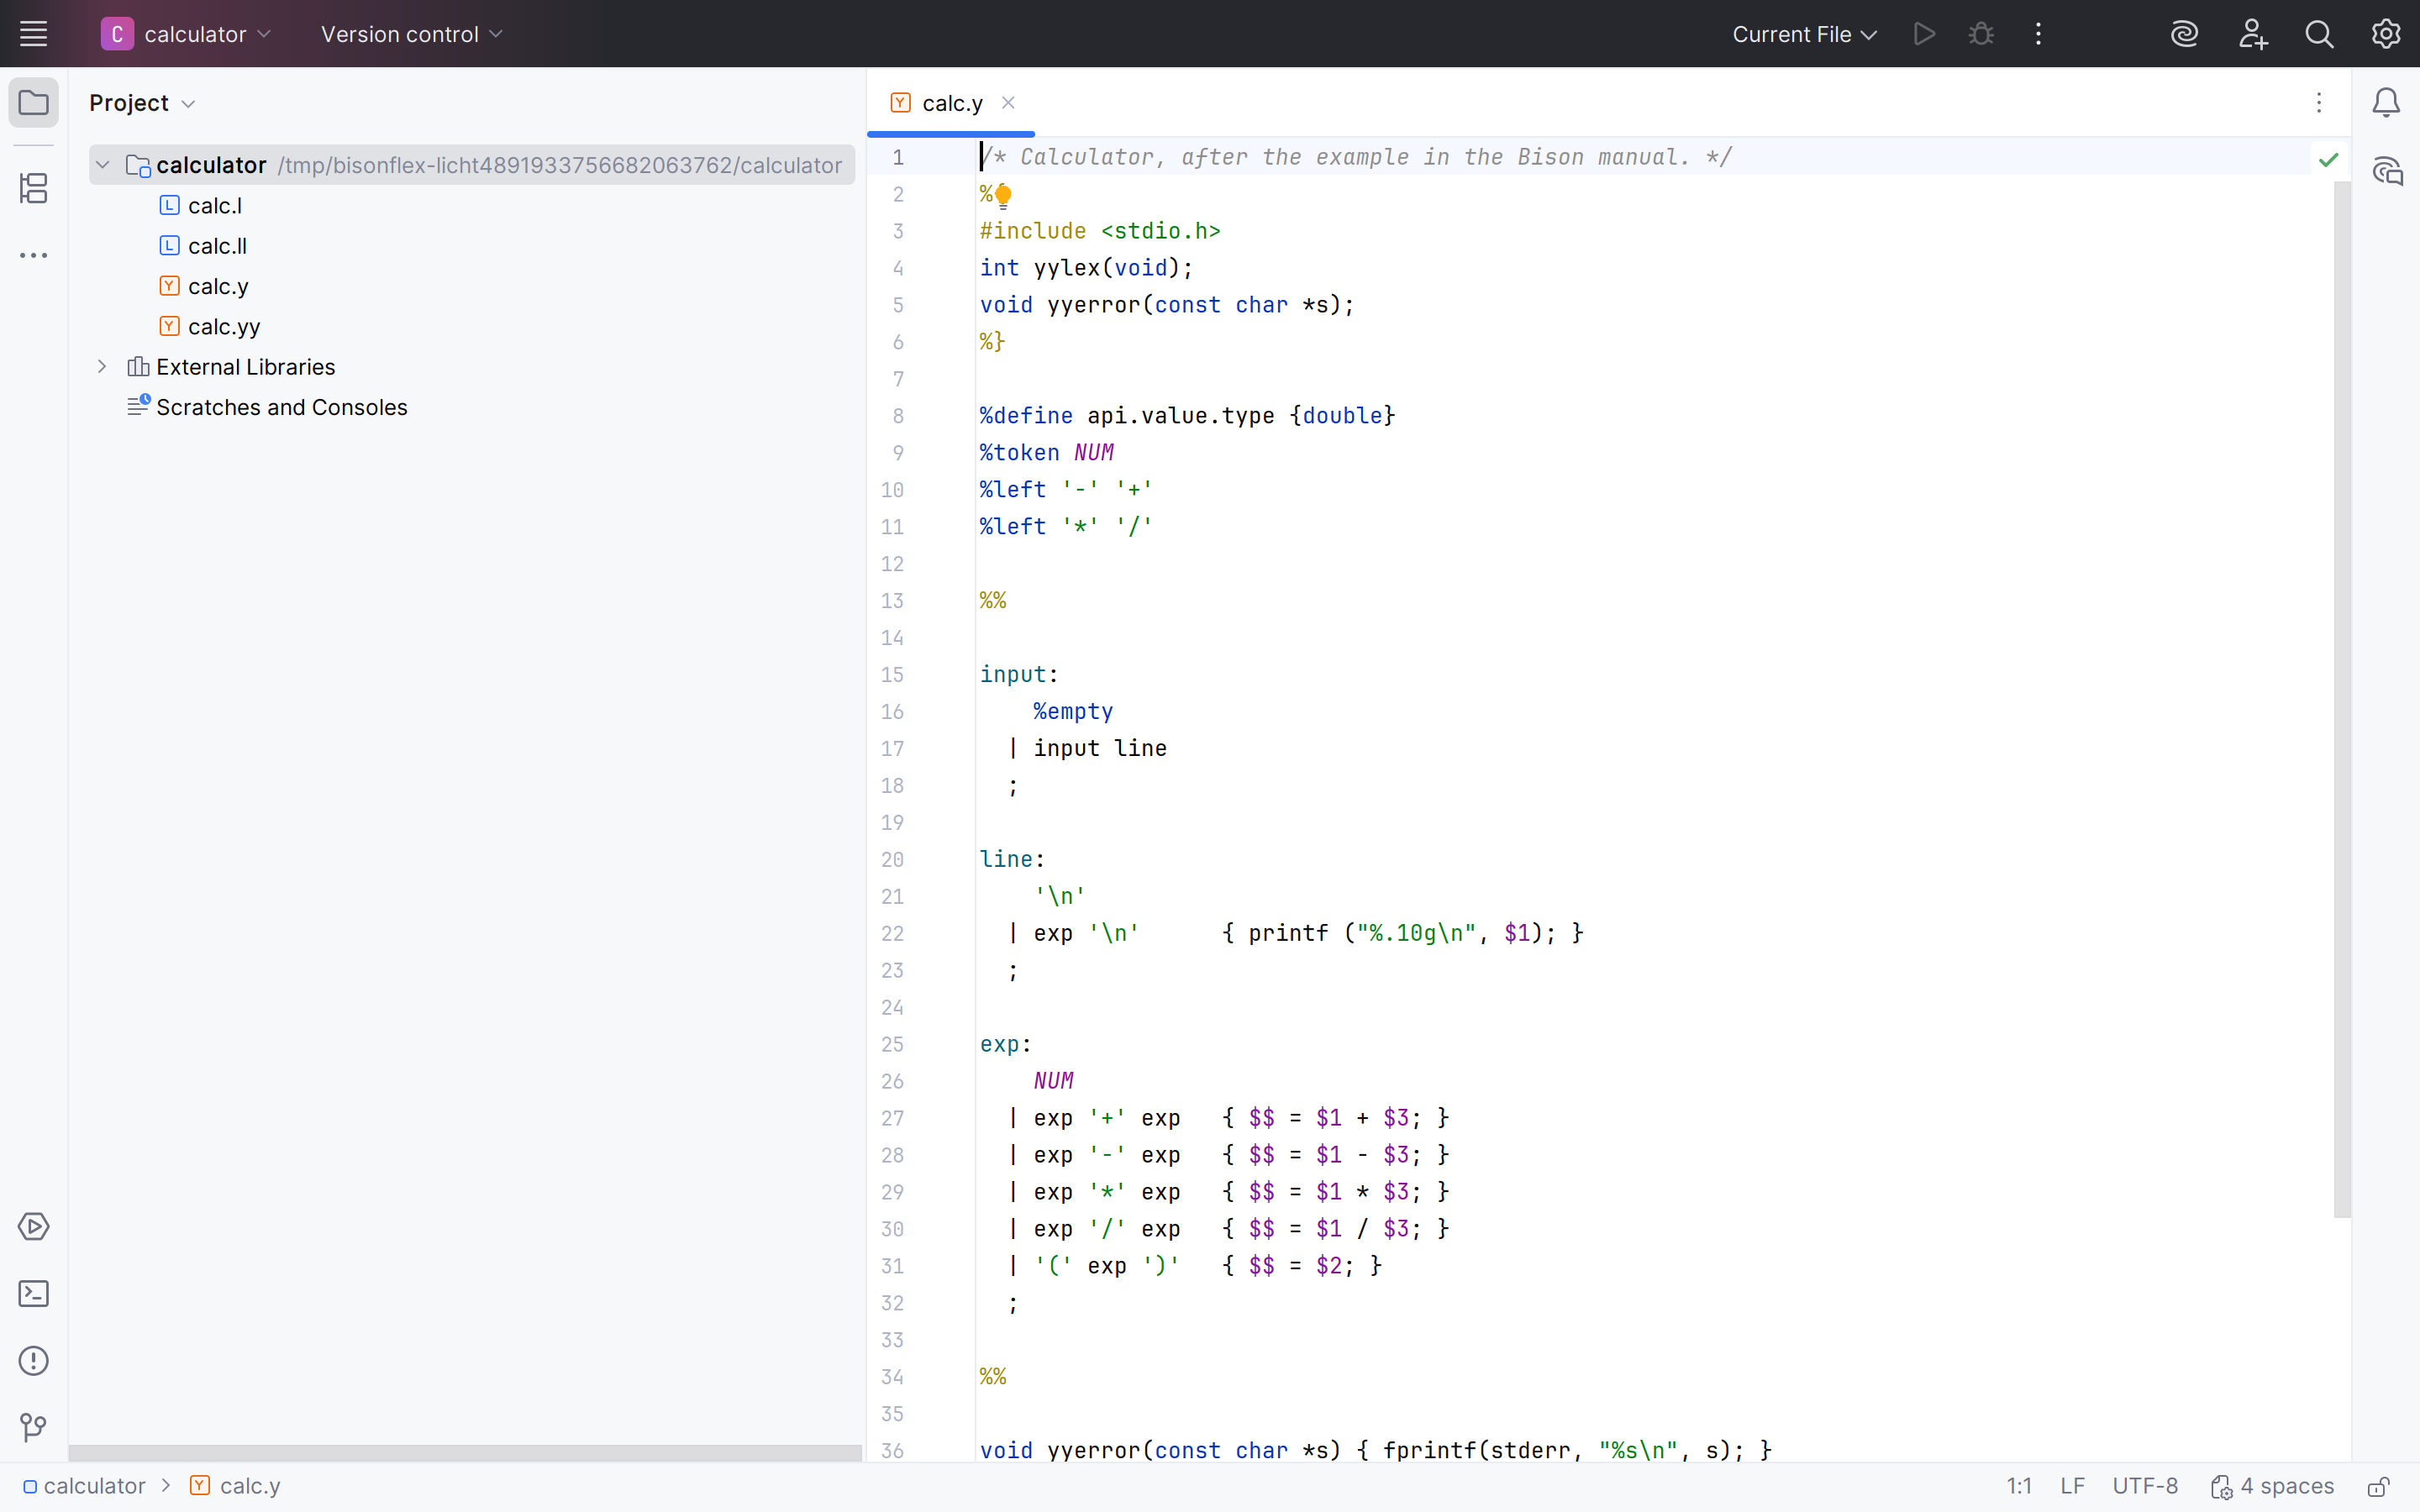 C calculator Version control Current File
Project
calculator /tmp/bisonflex-licht4891933756682063762/calculator
L calc.l
L calc.ll
Y calc.y
Y calc.yy
External Libraries
Scratches and Consoles
Y calc.y
1 /* Calculator, after the example in the Bison manual. */
2 %
3 #include <stdio.h>
4 int yylex(void);
5 void yyerror(const char *s);
6 %}
7
8 %define api.value.type {double}
9 %token NUM
10 %left '-' '+'
11 %left '*' '/'
12
13 %%
14
15 input:
16 %empty
17 | input line
18 ;
19
20 line:
21 '\n'
22 | exp '\n' { printf ("%.10g\n", $1); }
23 ;
24
25 exp:
26 NUM
27 | exp '+' exp { $$ = $1 + $3; }
28 | exp '-' exp { $$ = $1 - $3; }
29 | exp '*' exp { $$ = $1 * $3; }
30 | exp '/' exp { $$ = $1 / $3; }
31 | '(' exp ')' { $$ = $2; }
32 ;
33
34 %%
35
36 void yyerror(const char *s) { fprintf(stderr, "%s\n", s); }
calculator > Y calc.y 1:1 LF UTF-8 4 spaces